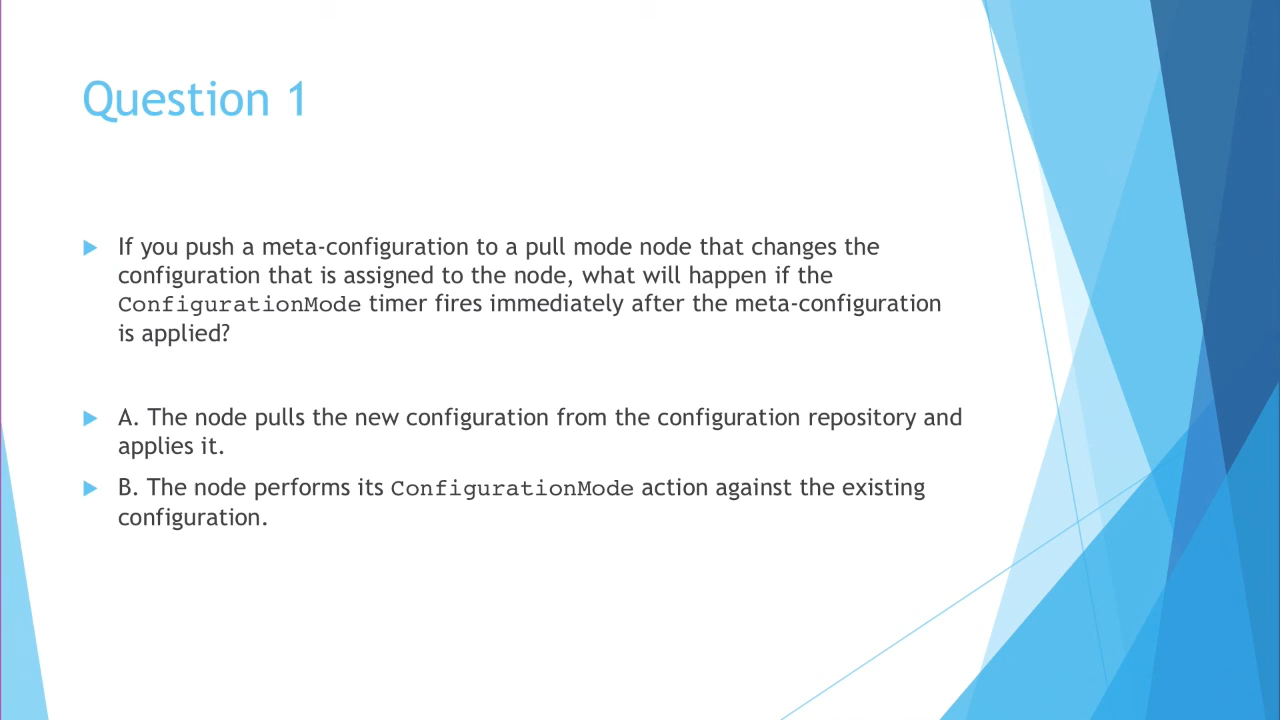 Question 1
If you push a meta-configuration to a pull mode node that changes the
configuration that is assigned to the node, what will happen if the
ConfigurationMode timer fires immediately after the meta-configuration
is applied?
A. The node pulls the new configuration from the configuration repository and
applies it.
B. The node performs its ConfigurationMode action against the existing
configuration.